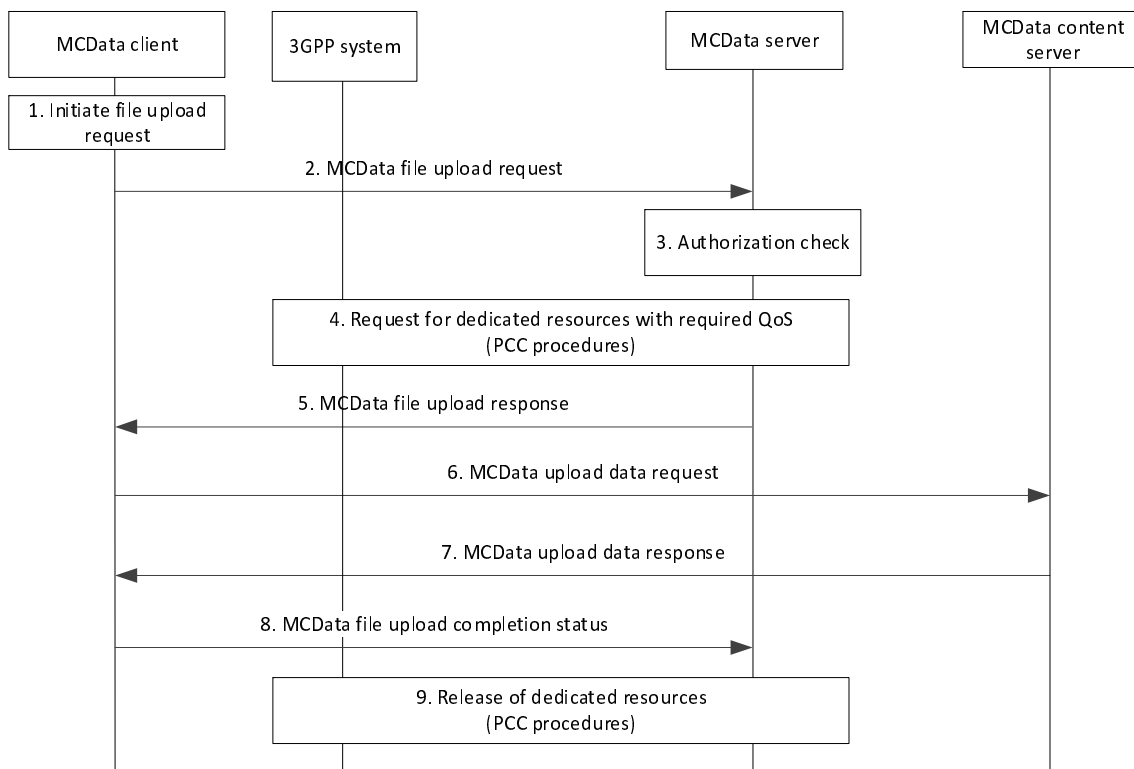 MCData client
3GPP system
MCData server
MCData content
server
1. Initiate file upload
request
2. MCData file upload request
3. Authorization check
4. Request for dedicated resources with required QoS
(PCC procedures)
5. MCData file upload response
6. MCData upload data request
7. MCData upload data response
8. MCData file upload completion status
9. Release of dedicated resources
(PCC procedures)